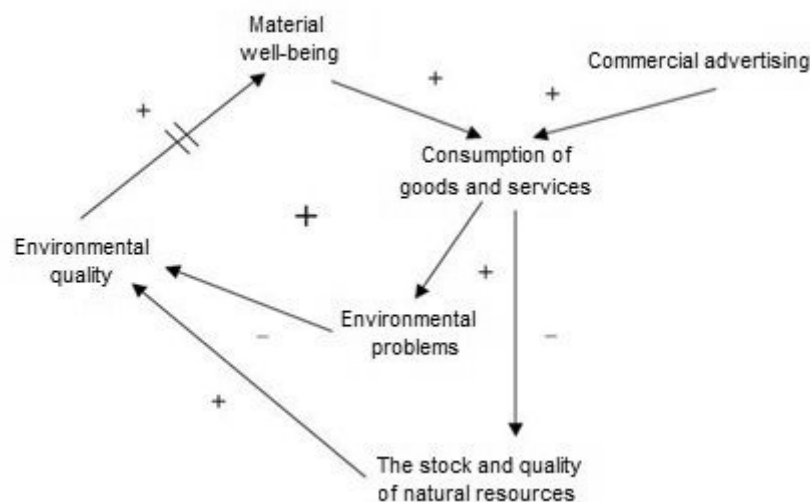 Material
well-being
Commercial advertising
+
+
+
Consumption of
goods and services
+
Environmental
quality
+
Environmental
problems
–
–
+
The stock and quality
of natural resources